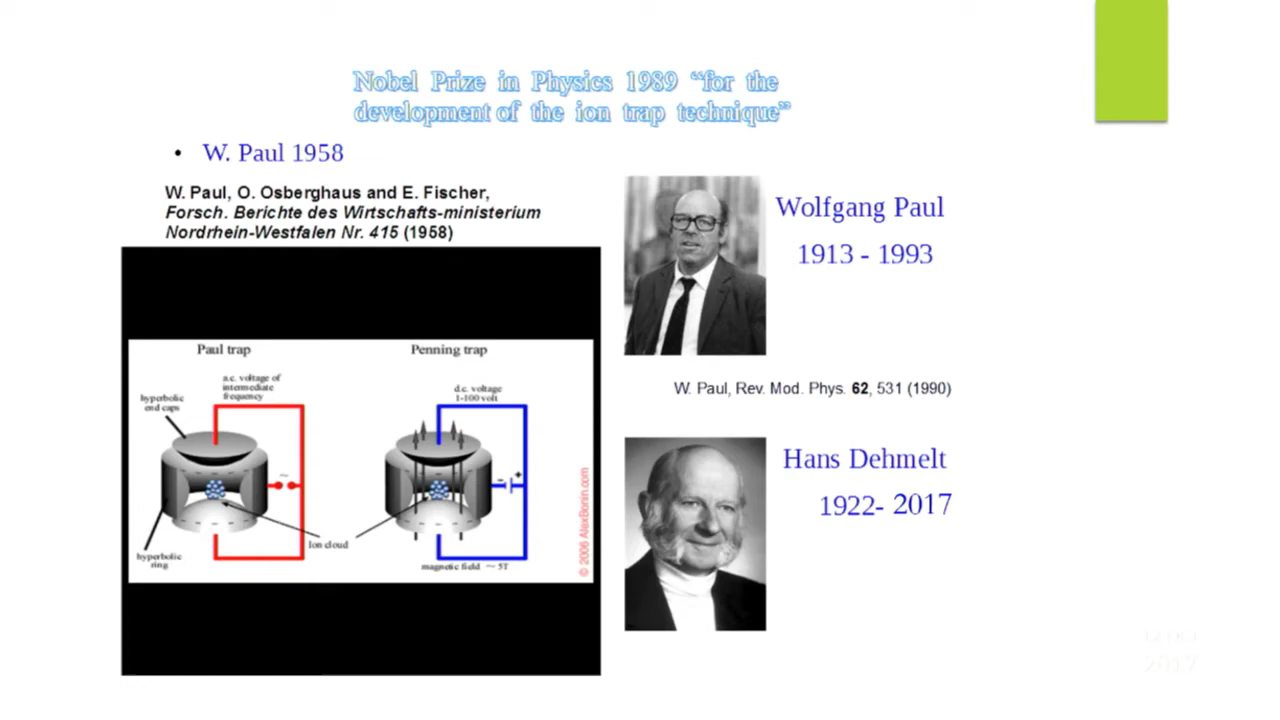 Nobel Prize in Physics 1989 “for the
development of the ion trap technique”
• W. Paul 1958
W. Paul, O. Osberghaus and E. Fischer,
Forsch. Berichte des Wirtschafts-ministerium
Nordrhein-Westfalen Nr. 415 (1958)
Wolfgang Paul
1913 - 1993
Paul trap
Penning trap
a.c. voltage of
intermediate
frequency
d.c. voltage
1-100 volt
hyperbolic
end caps
~
- +
Ion cloud
hyperbolic
ring
magnetic field ~ 5T
© 2006 AlexBonin.com
W. Paul, Rev. Mod. Phys. 62, 531 (1990)
Hans Dehmelt
1922- 2017
2017